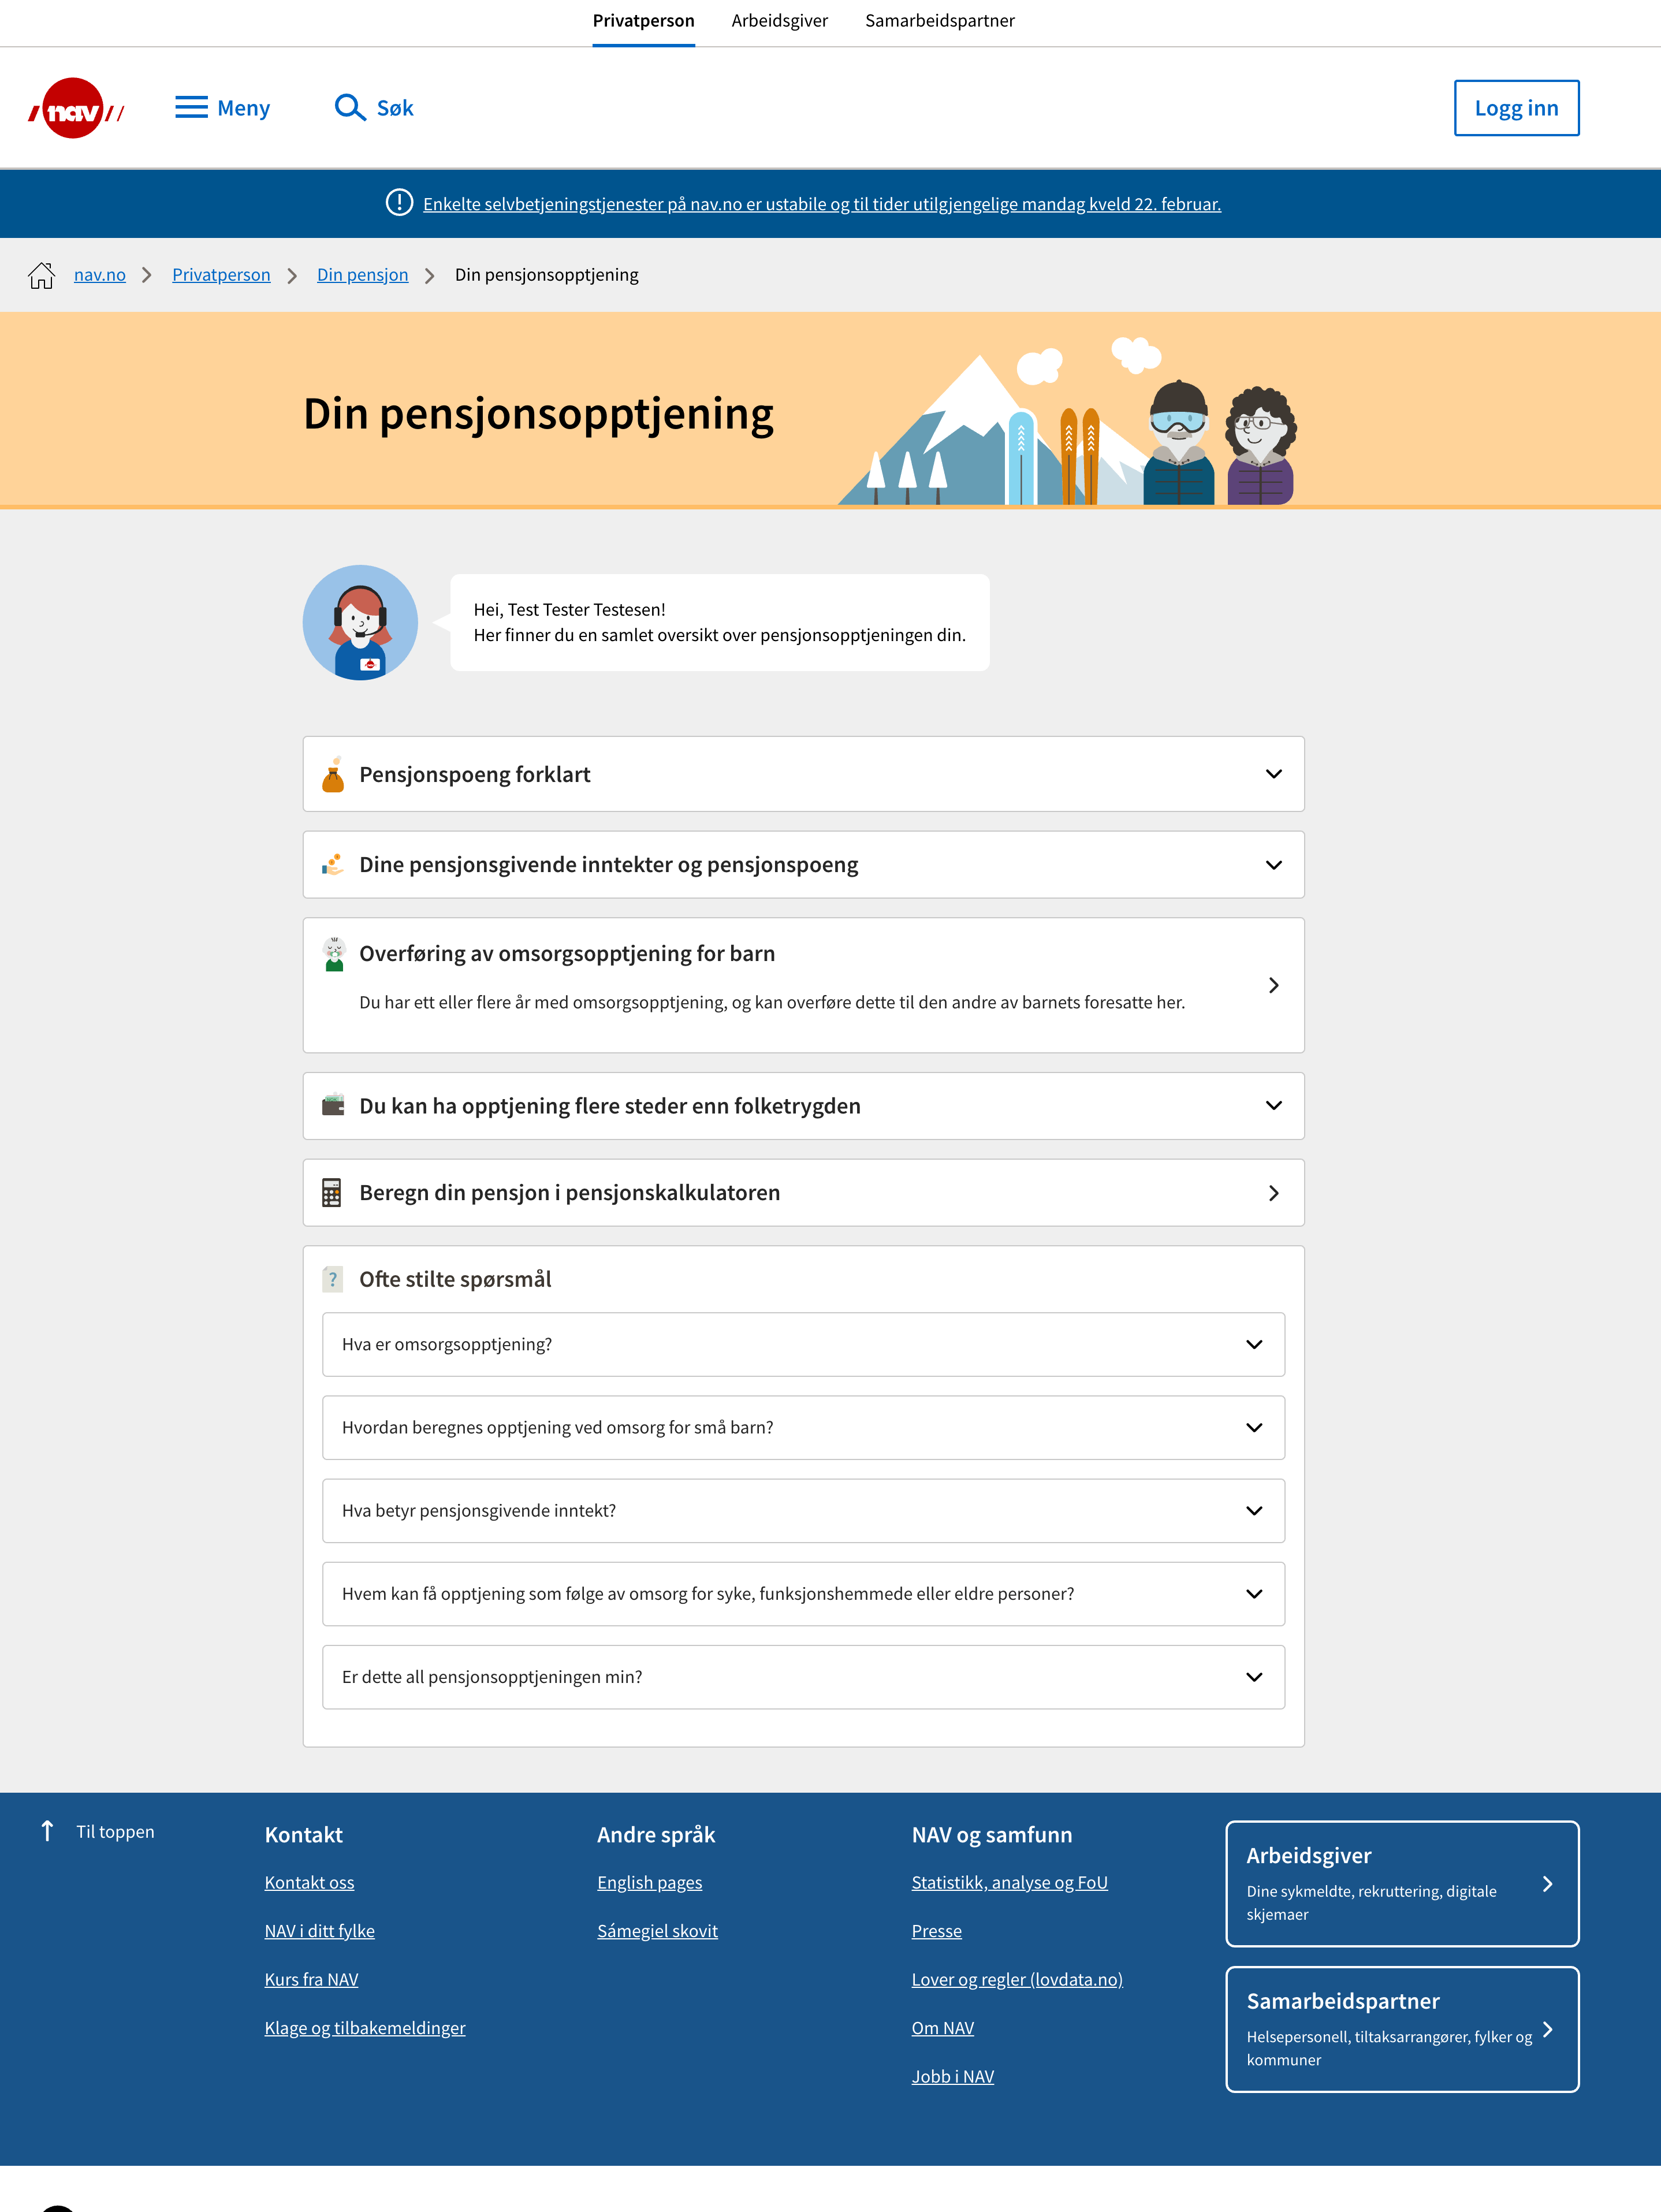 Privatperson Arbeidsgiver Samarbeidspartner
nav Meny Søk Logg inn
Enkelte selvbetjeningstjenester på nav.no er ustabile og til tider utilgjengelige mandag kveld 22. februar.
nav.no Privatperson Din pensjon Din pensjonsopptjening
Din pensjonsopptjening
Hei, Test Tester Testesen!
Her finner du en samlet oversikt over pensjonsopptjeningen din.
Pensjonspoeng forklart
Dine pensjonsgivende inntekter og pensjonspoeng
Overføring av omsorgsopptjening for barn
Du har ett eller flere år med omsorgsopptjening, og kan overføre dette til den andre av barnets foresatte her.
Du kan ha opptjening flere steder enn folketrygden
Beregn din pensjon i pensjonskalkulatoren
? Ofte stilte spørsmål
Hva er omsorgsopptjening?
Hvordan beregnes opptjening ved omsorg for små barn?
Hva betyr pensjonsgivende inntekt?
Hvem kan få opptjening som følge av omsorg for syke, funksjonshemmede eller eldre personer?
Er dette all pensjonsopptjeningen min?
Til toppen
Kontakt
Kontakt oss
NAV i ditt fylke
Kurs fra NAV
Klage og tilbakemeldinger
Andre språk
English pages
Sámegiel skovit
NAV og samfunn
Statistikk, analyse og FoU
Presse
Lover og regler (lovdata.no)
Om NAV
Jobb i NAV
Arbeidsgiver
Dine sykmeldte, rekruttering, digitale
skjemaer
Samarbeidspartner
Helsepersonell, tiltaksarrangører, fylker og
kommuner